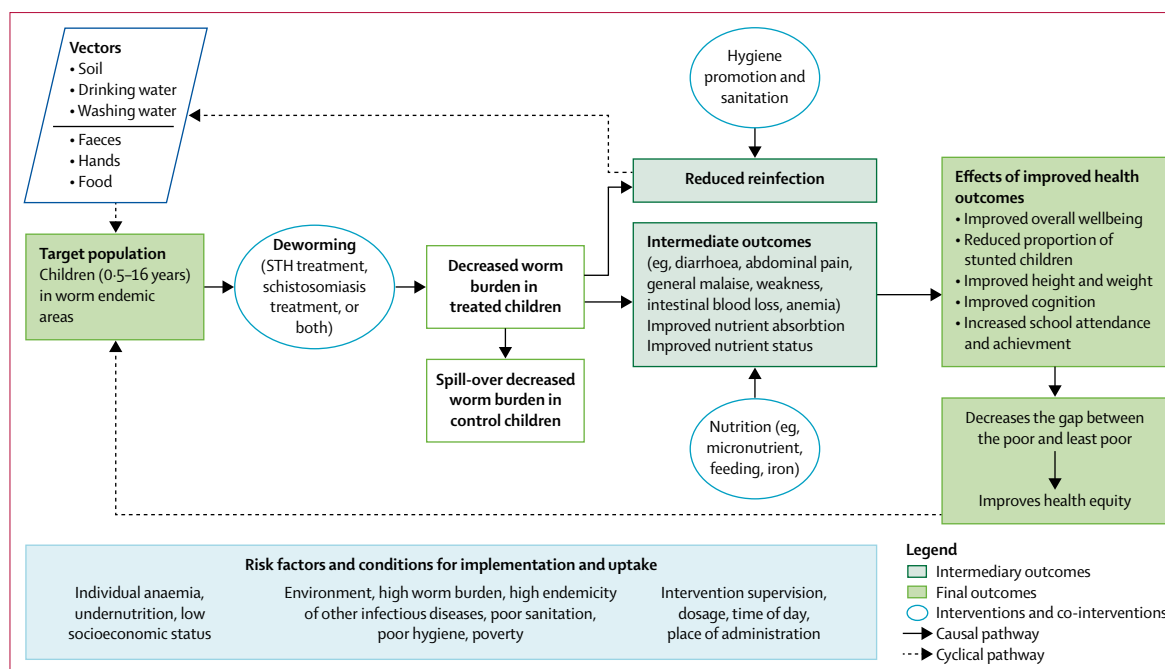 Vectors
• Soil
• Drinking water
• Washing water
• Faeces
• Hands
• Food
Hygiene
promotion and
sanitation
Reduced reinfection
Target population
Children (0·5–16 years)
in worm endemic
areas
Deworming
(STH treatment,
schistosomiasis
treatment, or
both)
Decreased worm
burden in
treated children
Spill-over decreased
worm burden in
control children
Intermediate outcomes
(eg, diarrhoea, abdominal pain,
general malaise, weakness,
intestinal blood loss, anemia)
Improved nutrient absorbtion
Improved nutrient status
Nutrition (eg,
micronutrient,
feeding, iron)
Effects of improved health
outcomes
• Improved overall wellbeing
• Reduced proportion of
stunted children
• Improved height and weight
• Improved cognition
• Increased school attendance
and achievment
Decreases the gap between
the poor and least poor
Improves health equity
Risk factors and conditions for implementation and uptake
Individual anaemia,
undernutrition, low
socioeconomic status
Environment, high worm burden, high endemicity
of other infectious diseases, poor sanitation,
poor hygiene, poverty
Intervention supervision,
dosage, time of day,
place of administration
Legend
Intermediary outcomes
Final outcomes
Interventions and co-interventions
Causal pathway
Cyclical pathway